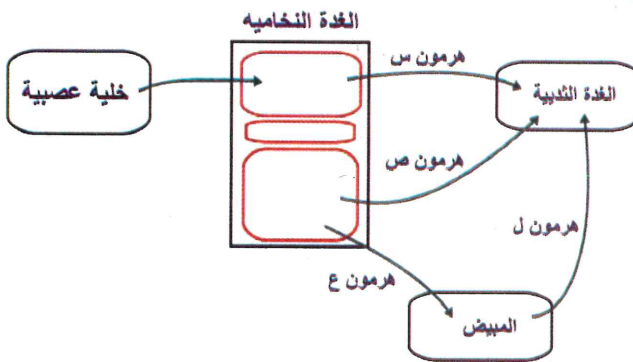 الغدة النخاميه
خلية عصبية
هرمون س
الغدة الثديية
هرمون ص
هرمون ل
هرمون ع
المبيض